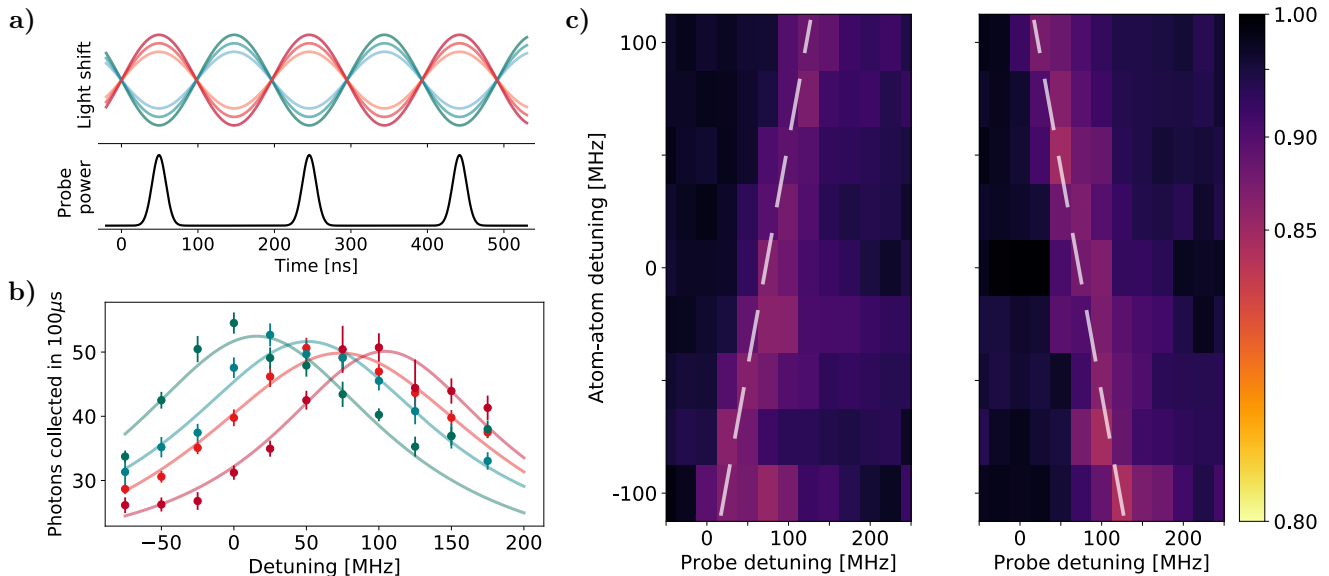 a)
Light shift
Probe
power
0 100 200 300 400 500
Time [ns]
b)
Photons collected in 100μs
50
40
30
−50 0 50 100 150 200
Detuning [MHz]
c)
Atom-atom detuning [MHz]
100
0
-100
0 100 200
Probe detuning [MHz]
0 100 200
Probe detuning [MHz]
1.00
0.90
0.85
0.80